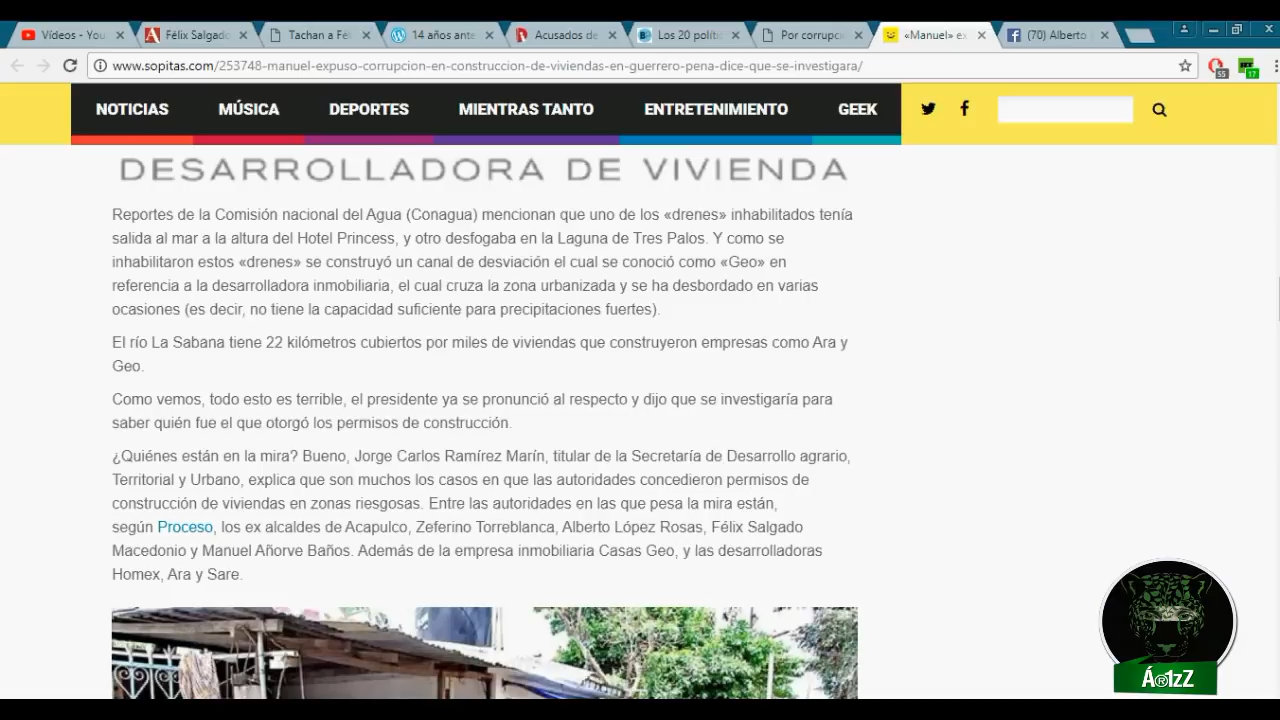 Vídeos - You
Félix Salgado
Tachan a Fé
14 años ante
Acusados de
Los 20 políti
Por corrupci
«Manuel» ex
(70) Alberto
www.sopitas.com/253748-manuel-expuso-corrupcion-en-construccion-de-viviendas-en-guerrero-pena-dice-que-se-investigara/
55
17
NOTICIAS
MÚSICA
DEPORTES
MIENTRAS TANTO
ENTRETENIMIENTO
GEEK
DESARROLLADORA DE VIVIENDA
Reportes de la Comisión nacional del Agua (Conagua) mencionan que uno de los «drenes» inhabilitados tenía
salida al mar a la altura del Hotel Princess, y otro desfogaba en la Laguna de Tres Palos. Y como se
inhabilitaron estos «drenes» se construyó un canal de desviación el cual se conoció como «Geo» en
referencia a la desarrolladora inmobiliaria, el cual cruza la zona urbanizada y se ha desbordado en varias
ocasiones (es decir, no tiene la capacidad suficiente para precipitaciones fuertes).
El río La Sabana tiene 22 kilómetros cubiertos por miles de viviendas que construyeron empresas como Ara y
Geo.
Como vemos, todo esto es terrible, el presidente ya se pronunció al respecto y dijo que se investigaría para
saber quién fue el que otorgó los permisos de construcción.
¿Quiénes están en la mira? Bueno, Jorge Carlos Ramírez Marín, titular de la Secretaría de Desarrollo agrario,
Territorial y Urbano, explica que son muchos los casos en que las autoridades concedieron permisos de
construcción de viviendas en zonas riesgosas. Entre las autoridades en las que pesa la mira están,
según Proceso, los ex alcaldes de Acapulco, Zeferino Torreblanca, Alberto López Rosas, Félix Salgado
Macedonio y Manuel Añorve Baños. Además de la empresa inmobiliaria Casas Geo, y las desarrolladoras
Homex, Ara y Sare.
Á®1zZ